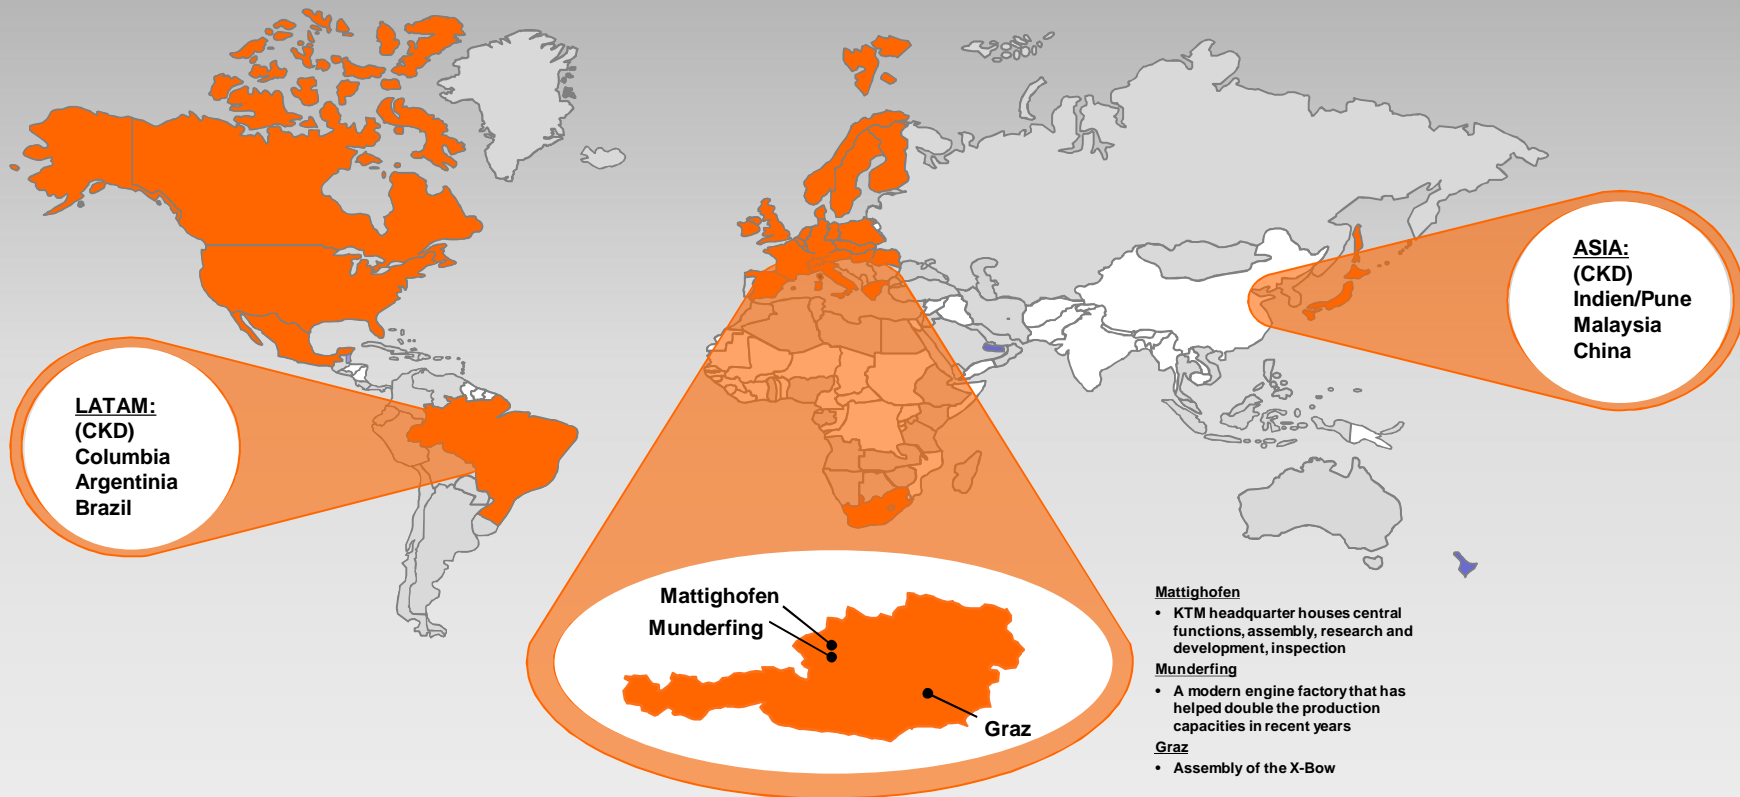 LATAM:
(CKD)
Columbia
Argentinia
Brazil
ASIA:
(CKD)
Indien/Pune
Malaysia
China
Mattighofen
Munderfing
Graz
Mattighofen
• KTM headquarter houses central
functions, assembly, research and
development, inspection
Munderfing
• A modern engine factory that has
helped double the production
capacities in recent years
Graz
• Assembly of the X-Bow